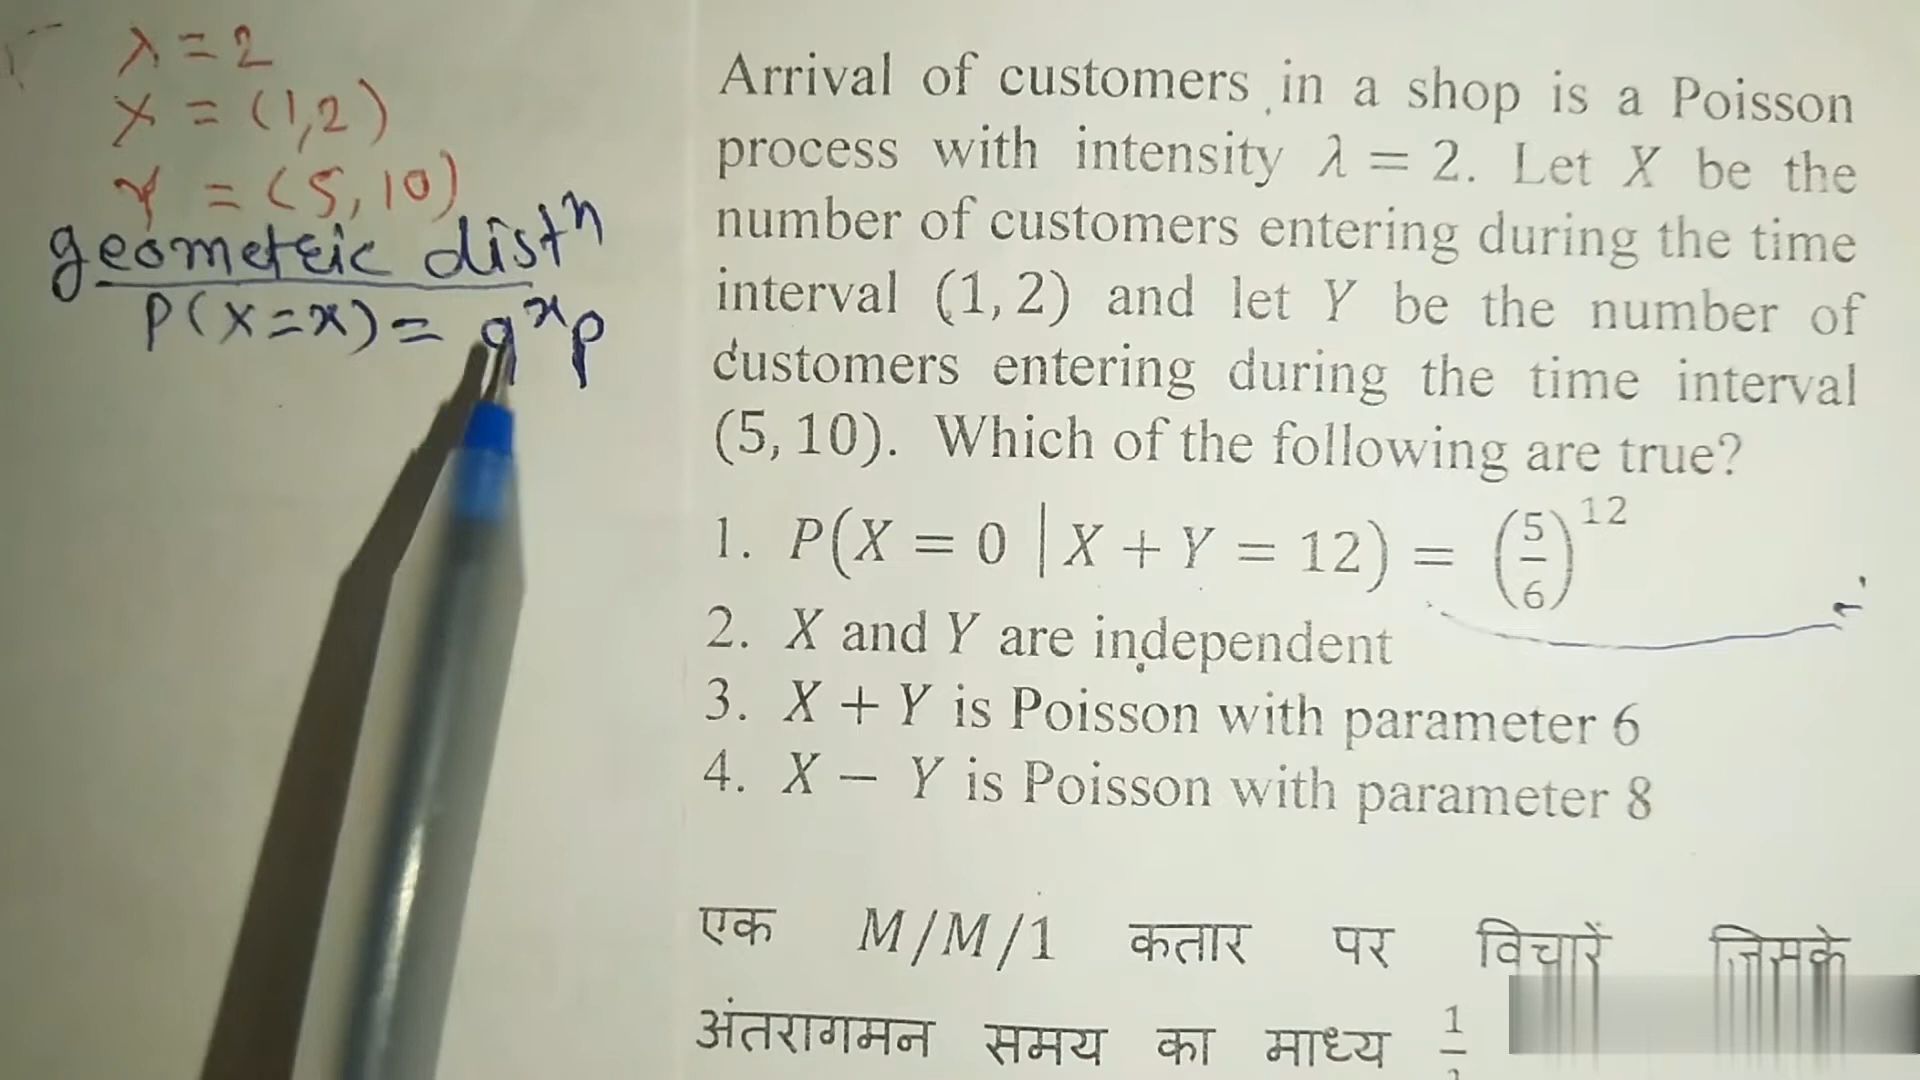 λ = 2
X = (1,2)
Y = (5,10)
geometric distⁿ
P(X=x) = qˣp
Arrival of customers in a shop is a Poisson
process with intensity λ = 2. Let X be the
number of customers entering during the time
interval (1, 2) and let Y be the number of
customers entering during the time interval
(5, 10). Which of the following are true?
1. P(X = 0 | X + Y = 12) = (5/6)¹²
2. X and Y are independent
3. X + Y is Poisson with parameter 6
4. X − Y is Poisson with parameter 8
एक M/M/1 कतार पर विचारें जिसके
अंतरागमन समय का माध्य